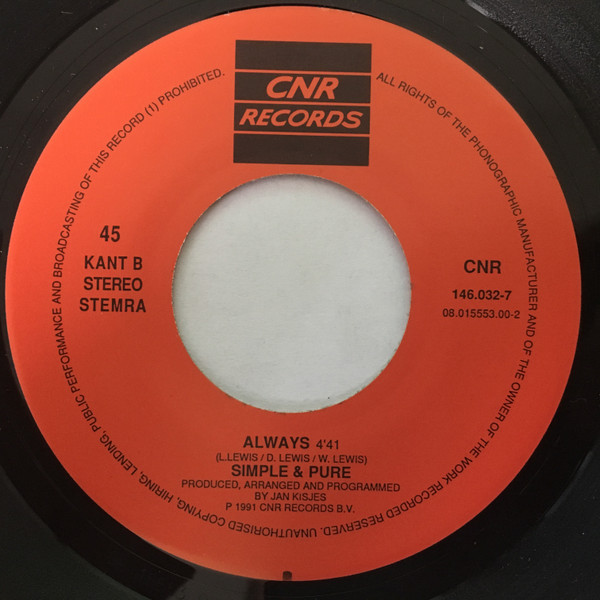 CNR
RECORDS
ALL RIGHTS OF THE PHONOGRAPHIC MANUFACTURER AND OF THE OWNER OF THE WORK RECORDED RESERVED. UNAUTHORISED COPYING, HIRING, LENDING, PUBLIC PERFORMANCE AND BROADCASTING OF THIS RECORD (1) PROHIBITED.
45
KANT B
STEREO
STEMRA
CNR
146.032-7
08.015553.00-2
ALWAYS 4'41
(L.LEWIS / D. LEWIS / W. LEWIS)
SIMPLE & PURE
PRODUCED, ARRANGED AND PROGRAMMED
BY JAN KISJES
P 1991 CNR RECORDS B.V.